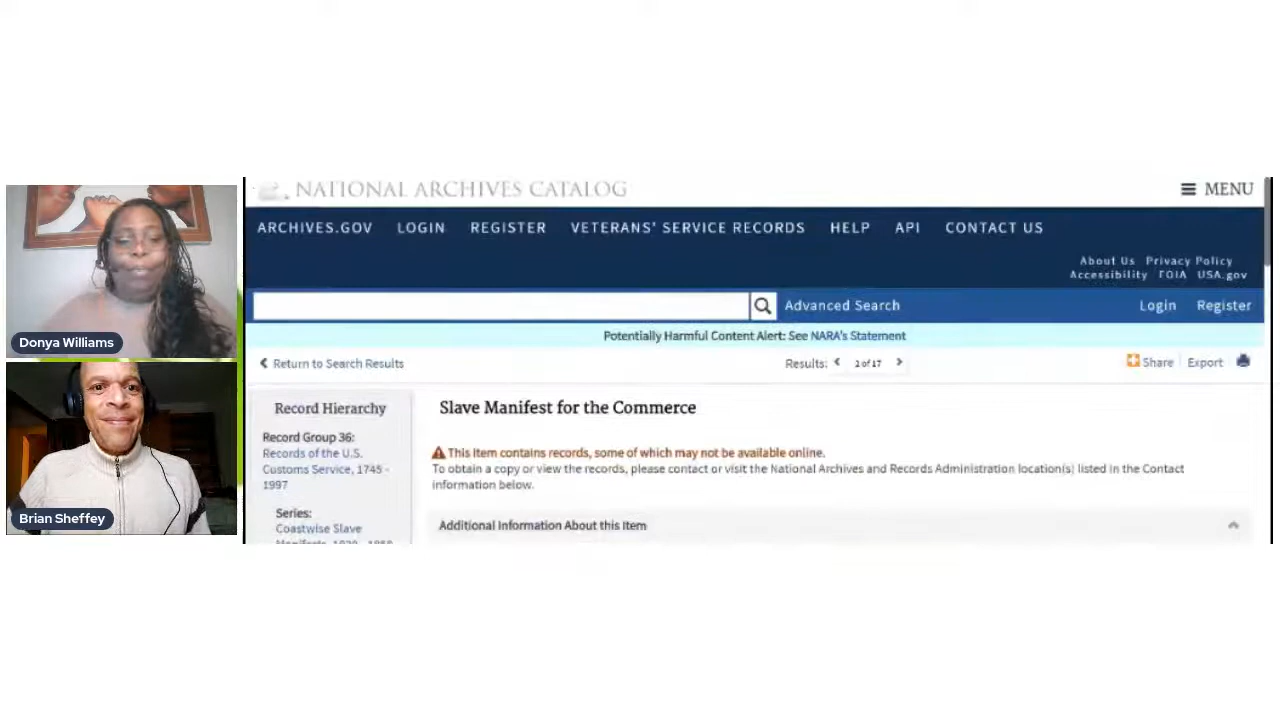 NATIONAL ARCHIVES CATALOG
MENU
ARCHIVES.GOV LOGIN REGISTER VETERANS' SERVICE RECORDS HELP API CONTACT US
About Us Privacy Policy
Accessibility FOIA USA.gov
Advanced Search
Login Register
Potentially Harmful Content Alert: See NARA's Statement
Return to Search Results
Results: 2 of 17
Share Export
Record Hierarchy
Record Group 36:
Records of the U.S.
Customs Service, 1745 -
1997
Series:
Coastwise Slave
Slave Manifest for the Commerce
This item contains records, some of which may not be available online.
To obtain a copy or view the records, please contact or visit the National Archives and Records Administration location(s) listed in the Contact
information below.
Additional Information About this Item
Donya Williams
Brian Sheffey